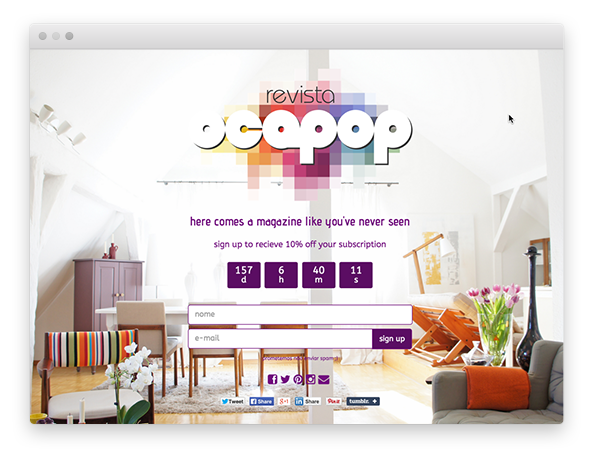 revista
ocapop
here comes a magazine like you've never seen
sign up to recieve 10% off your subscription
157 6 40 11
d h m s
name
e-mail sign up
Tweet Share +1 Share Pin it tumblr. +